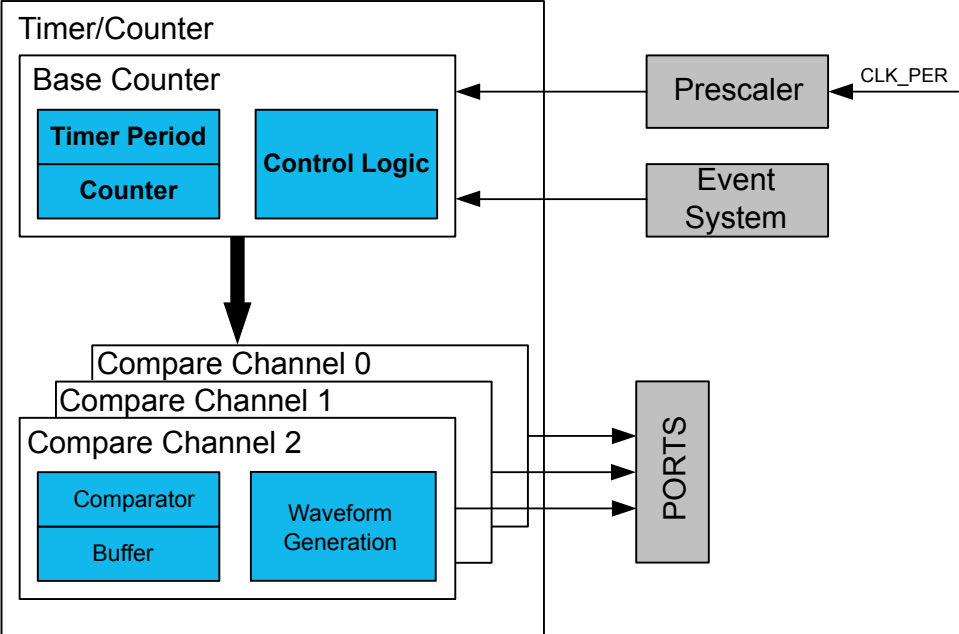 Timer/Counter
Base Counter
Timer Period
Counter
Control Logic
Prescaler
CLK_PER
Event
System
Compare Channel 0
Compare Channel 1
Compare Channel 2
Comparator
Buffer
Waveform
Generation
PORTS